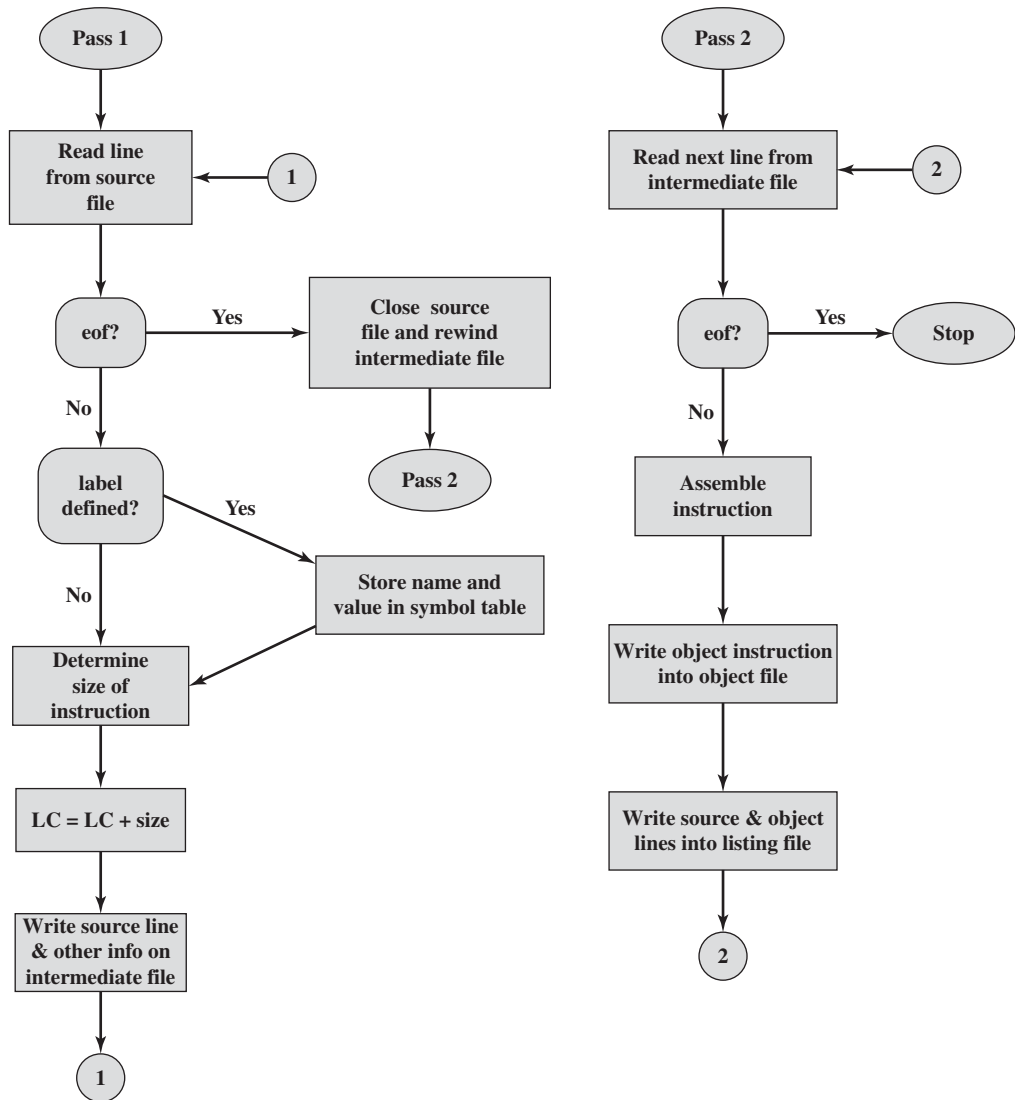 Pass 1
Read line
from source
file
1
eof?
Yes
Close source
file and rewind
intermediate file
No
Pass 2
label
defined?
Yes
Store name and
value in symbol table
No
Determine
size of
instruction
LC = LC + size
Write source line
& other info on
intermediate file
1
Pass 2
Read next line from
intermediate file
2
eof?
Yes
Stop
No
Assemble
instruction
Write object instruction
into object file
Write source & object
lines into listing file
2